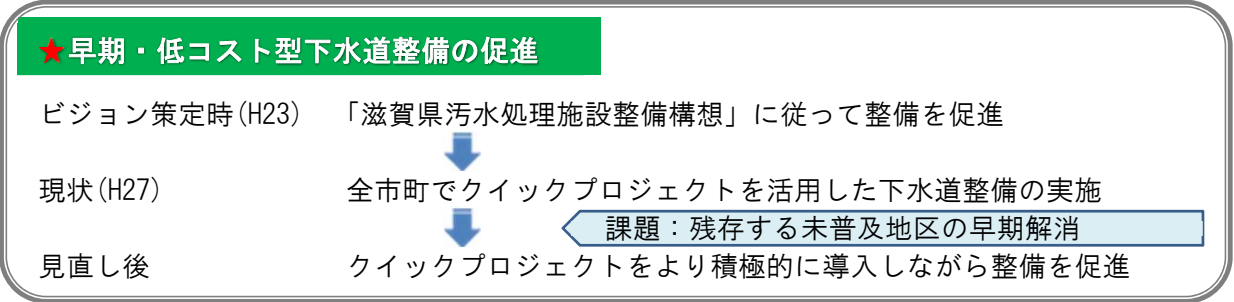 ★早期・低コスト型下水道整備の促進
ビジョン策定時(H23) 「滋賀県汚水処理施設整備構想」に従って整備を促進
現状(H27) 全市町でクイックプロジェクトを活用した下水道整備の実施
課題：残存する未普及地区の早期解消
見直し後 クイックプロジェクトをより積極的に導入しながら整備を促進